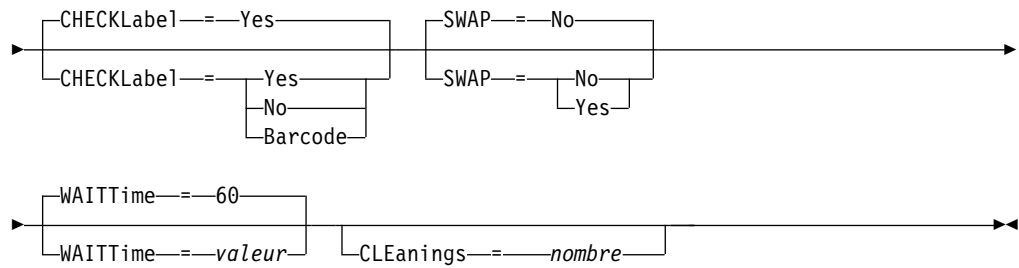 CHECKLabel = Yes SWAP = No
CHECKLabel = Yes SWAP = No
No Yes
Barcode
WAITTime = 60
WAITTime = valeur CLEanings = nombre